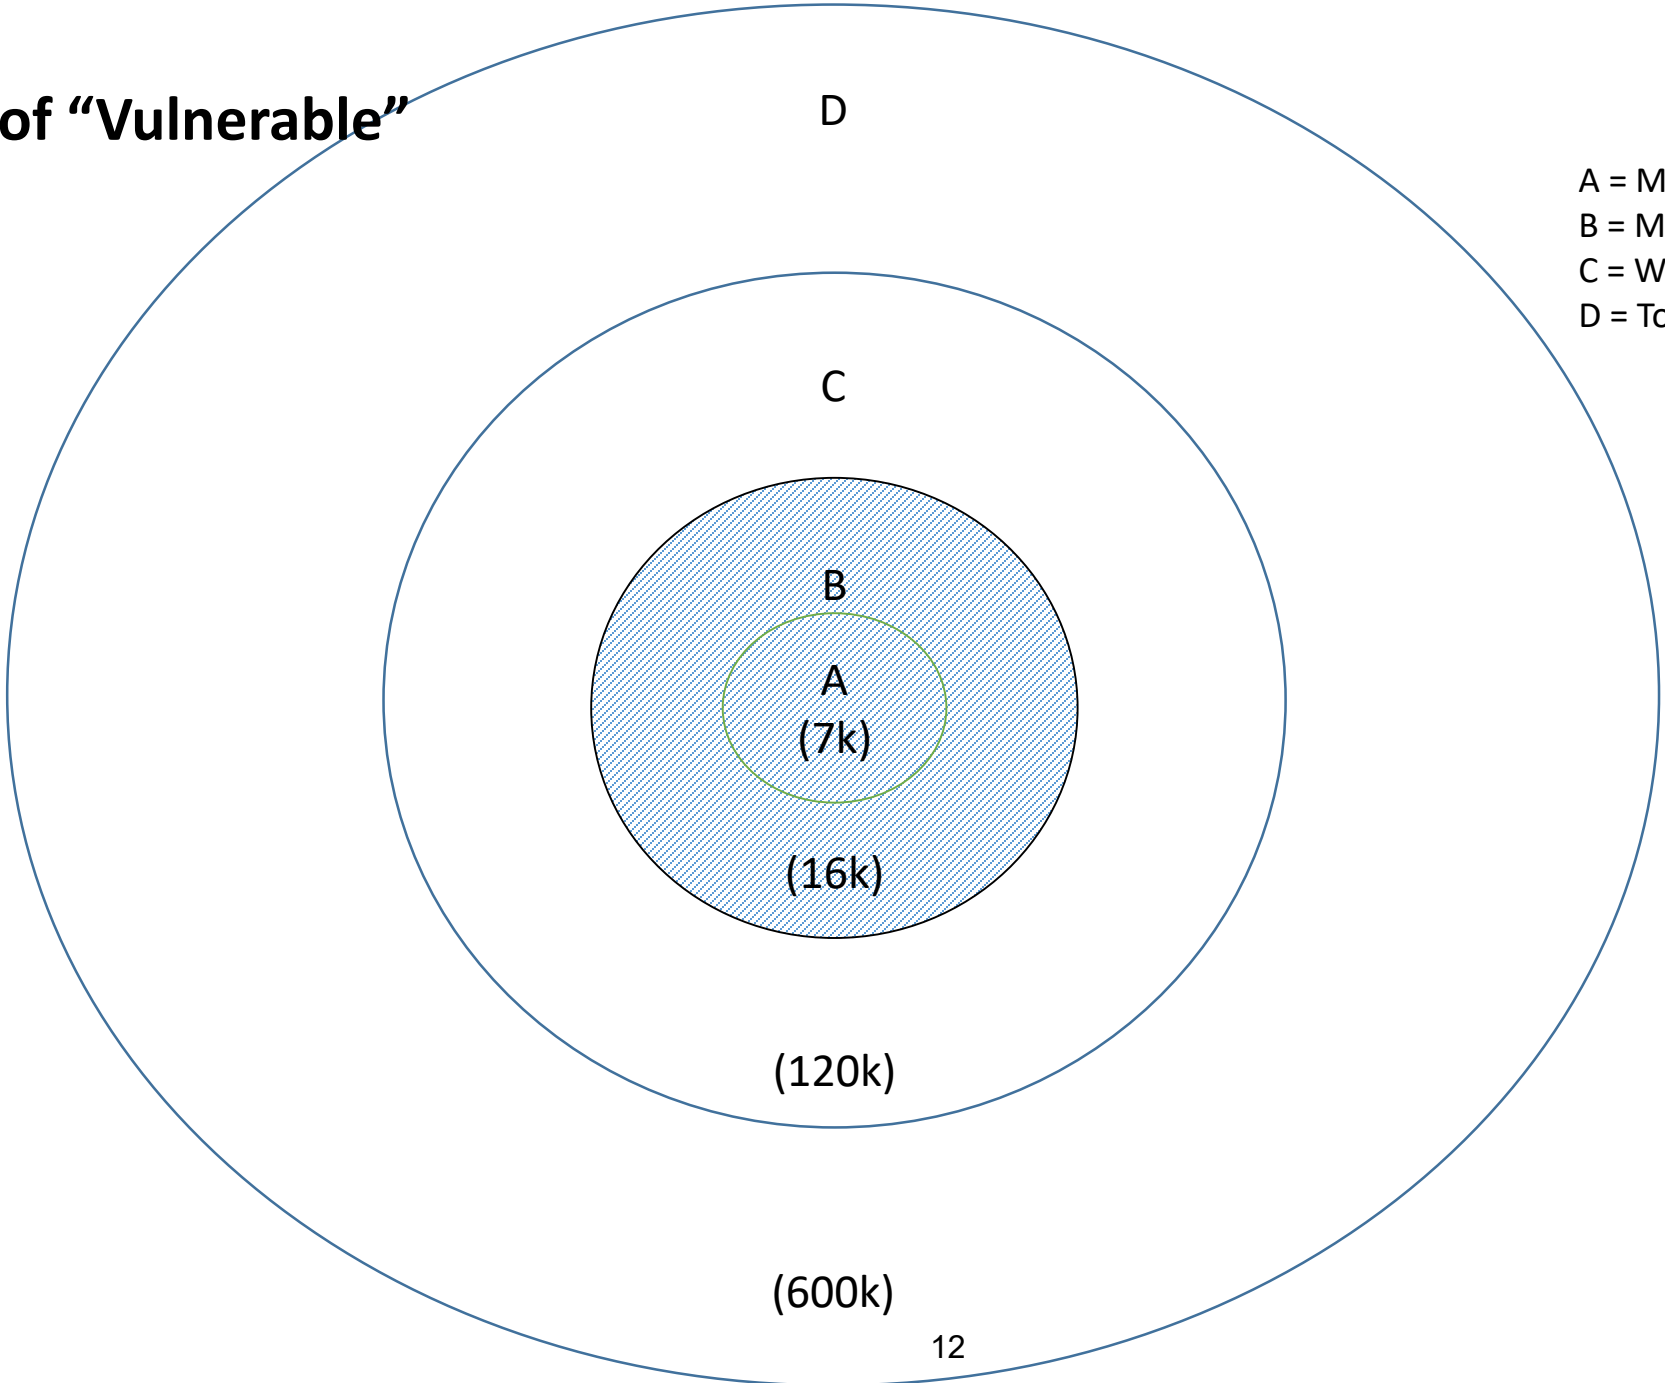 of “Vulnerable”
D
A = M
B = M
C = W
D = To
C
B
A
(7k)
(16k)
(120k)
(600k)
12